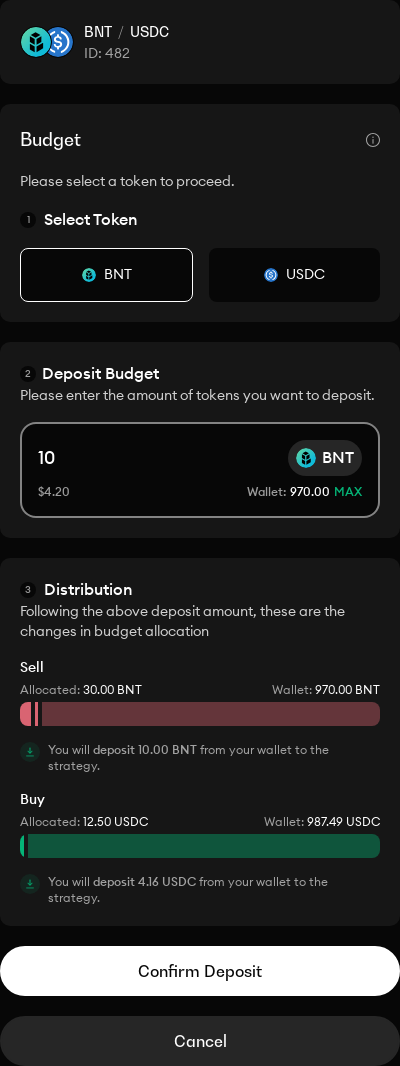 BNT / USDC
ID: 482
Budget
Please select a token to proceed.
1 Select Token
BNT
USDC
2 Deposit Budget
Please enter the amount of tokens you want to deposit.
10
BNT
$4.20
Wallet: 970.00 MAX
3 Distribution
Following the above deposit amount, these are the
changes in budget allocation
Sell
Allocated: 30.00 BNT
Wallet: 970.00 BNT
You will deposit 10.00 BNT from your wallet to the
strategy.
Buy
Allocated: 12.50 USDC
Wallet: 987.49 USDC
You will deposit 4.16 USDC from your wallet to the
strategy.
Confirm Deposit
Cancel